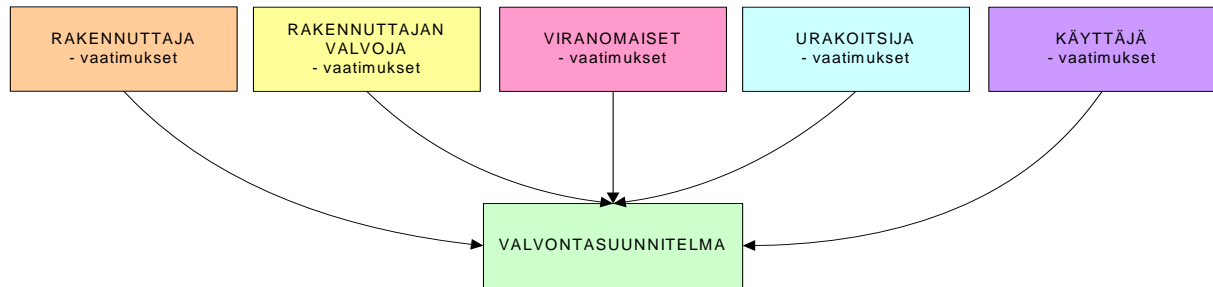 RAKENNUTTAJA
- vaatimukset
RAKENNUTTAJAN
VALVOJA
- vaatimukset
VIRANOMAISET
- vaatimukset
URAKOITSIJA
- vaatimukset
KÄYTTÄJÄ
- vaatimukset
VALVONTASUUNNITELMA